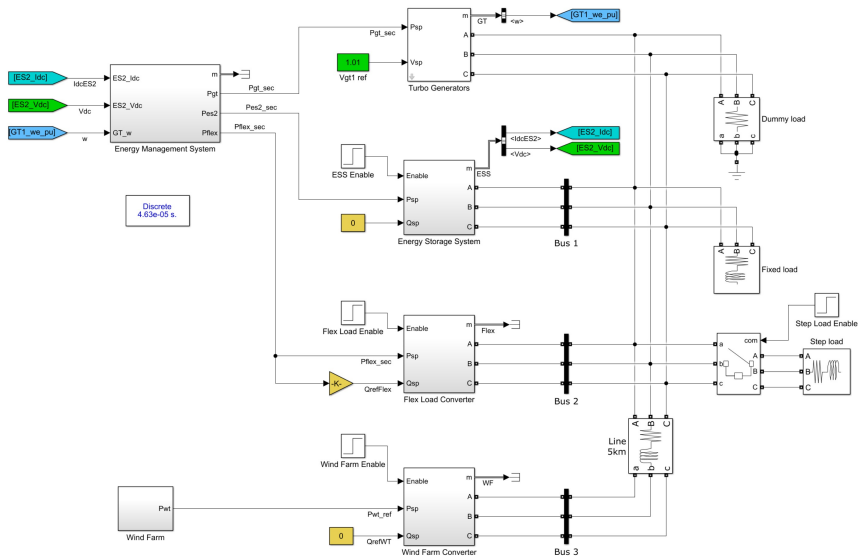 m
GT
<w>
[GT1_we_pu]
Pgt_sec
Psp
A
B
1.01
Vsp
C
Vgt1 ref
Turbo Generators
[ES2_Idc]
IdcES2
ES2_Idc
m
Pgt
Pgt_sec
[ES2_Vdc]
Vdc
ES2_Vdc
Pes2
Pes2_sec
[GT1_we_pu]
w
GT_w
Pflex
Pflex_sec
Energy Management System
A B C
a b c
Dummy load
Discrete
4.63e-05 s.
ESS Enable
Enable
m
ESS
<IdcES2>
[ES2_Idc]
<Vdc>
[ES2_Vdc]
Psp
A
B
0
Qsp
C
Energy Storage System
Bus 1
A B C
Fixed load
Flex Load Enable
Enable
m
Flex
Pflex_sec
Psp
A
B
-K-
QrefFlex
Qsp
C
Flex Load Converter
Bus 2
Step Load Enable
com
Step load
a
A
A
b
B
B
c
C
C
Line
5km
A B C
a b c
Wind Farm Enable
Enable
m
WF
Pwt
Wind Farm
Pwt_ref
Psp
A
B
0
QrefWT
Qsp
C
Wind Farm Converter
Bus 3